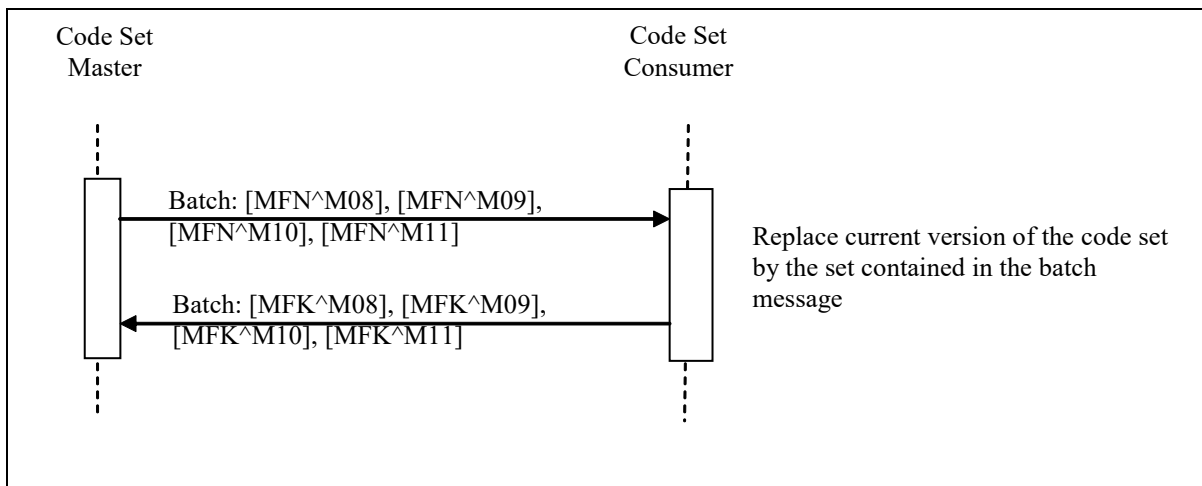 Code Set
Master
Code Set
Consumer
Batch: [MFN^M08], [MFN^M09],
[MFN^M10], [MFN^M11]
Replace current version of the code set
by the set contained in the batch
message
Batch: [MFK^M08], [MFK^M09],
[MFK^M10], [MFK^M11]